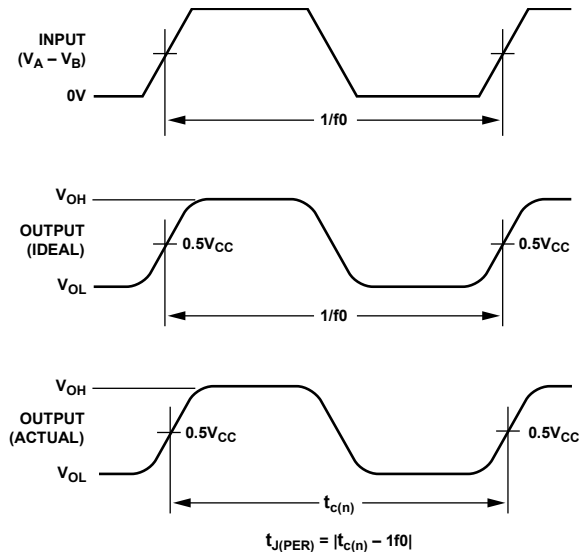 INPUT
(VA – VB)
0V
1/f0
VOH
OUTPUT
(IDEAL)
0.5VCC
0.5VCC
VOL
1/f0
VOH
OUTPUT
(ACTUAL)
0.5VCC
0.5VCC
VOL
tc(n)
tJ(PER) = |tc(n) – 1f0|